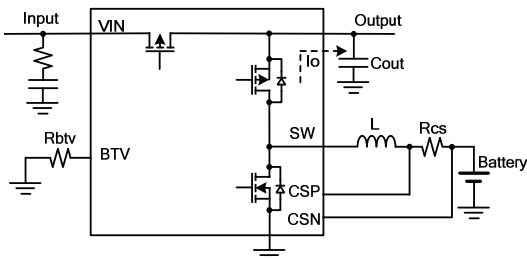 Input
VIN
Output
Io
Cout
Rbtv
BTV
SW
L
Rcs
Battery
CSP
CSN